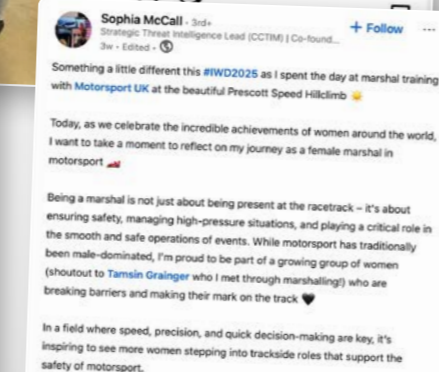 Sophia McCall · 3rd+
+ Follow ...
Strategic Threat Intelligence Lead (CCTIM) | Co-found...
3w • Edited •
Something a little different this #IWD2025 as I spent the day at marshal training
with Motorsport UK at the beautiful Prescott Speed Hillclimb ☀️
Today, as we celebrate the incredible achievements of women around the world,
I want to take a moment to reflect on my journey as a female marshal in
motorsport 🏎️
Being a marshal is not just about being present at the racetrack – it's about
ensuring safety, managing high-pressure situations, and playing a critical role in
the smooth and safe operations of events. While motorsport has traditionally
been male-dominated, I'm proud to be part of a growing group of women
(shoutout to Tamsin Grainger who I met through marshalling!) who are
breaking barriers and making their mark on the track 🖤
In a field where speed, precision, and quick decision-making are key, it's
inspiring to see more women stepping into trackside roles that support the
safety of motorsport.